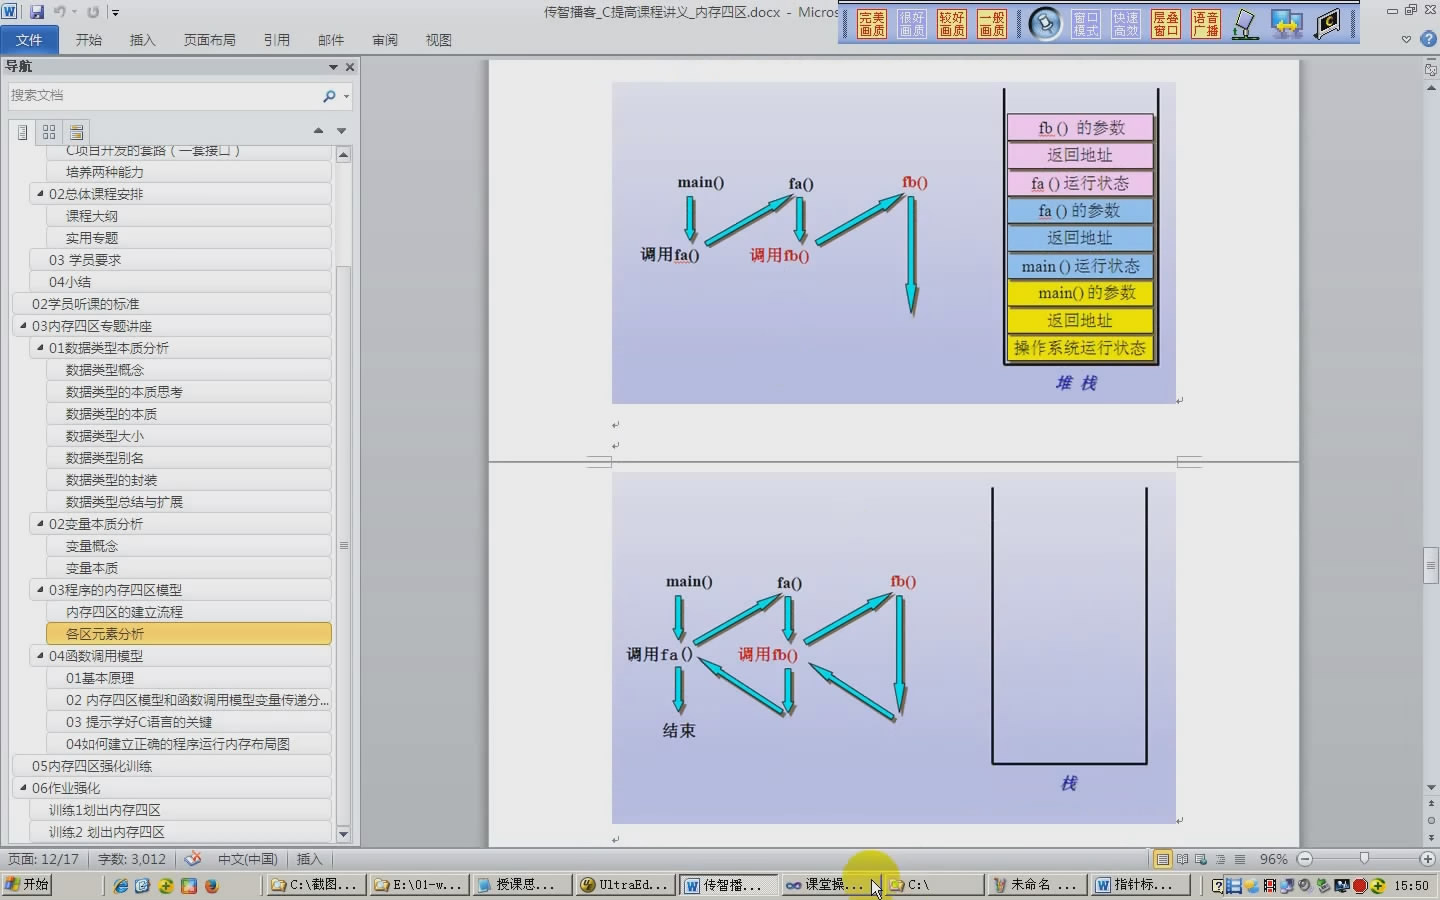 传智播客_C提高课程讲义_内存四区.docx - Micros
完美画质
很好画质
较好画质
一般画质
窗口模式
快速高效
层叠窗口
语音广播
文件
开始
插入
页面布局
引用
邮件
审阅
视图
导航
搜索文档
C项目开发的套路（一套接口）
培养两种能力
02总体课程安排
课程大纲
实用专题
03 学员要求
04小结
02学员听课的标准
03内存四区专题讲座
01数据类型本质分析
数据类型概念
数据类型的本质思考
数据类型的本质
数据类型大小
数据类型别名
数据类型的封装
数据类型总结与扩展
02变量本质分析
变量概念
变量本质
03程序的内存四区模型
内存四区的建立流程
各区元素分析
04函数调用模型
01基本原理
02 内存四区模型和函数调用模型变量传递分...
03 提示学好C语言的关键
04如何建立正确的程序运行内存布局图
05内存四区强化训练
06作业强化
训练1划出内存四区
训练2 划出内存四区
main()
fa()
fb()
调用fa()
调用fb()
fb() 的参数
返回地址
fa()运行状态
fa()的参数
返回地址
main()运行状态
main()的参数
返回地址
操作系统运行状态
堆 栈
main()
fa()
fb()
调用fa()
调用fb()
结束
栈
页面: 12/17
字数: 3,012
中文(中国)
插入
96%
开始
C:\截图...
E:\01-w...
授课思...
UltraEd...
传智播...
课堂操...
C:\
未命名 ...
指针标...
15:50